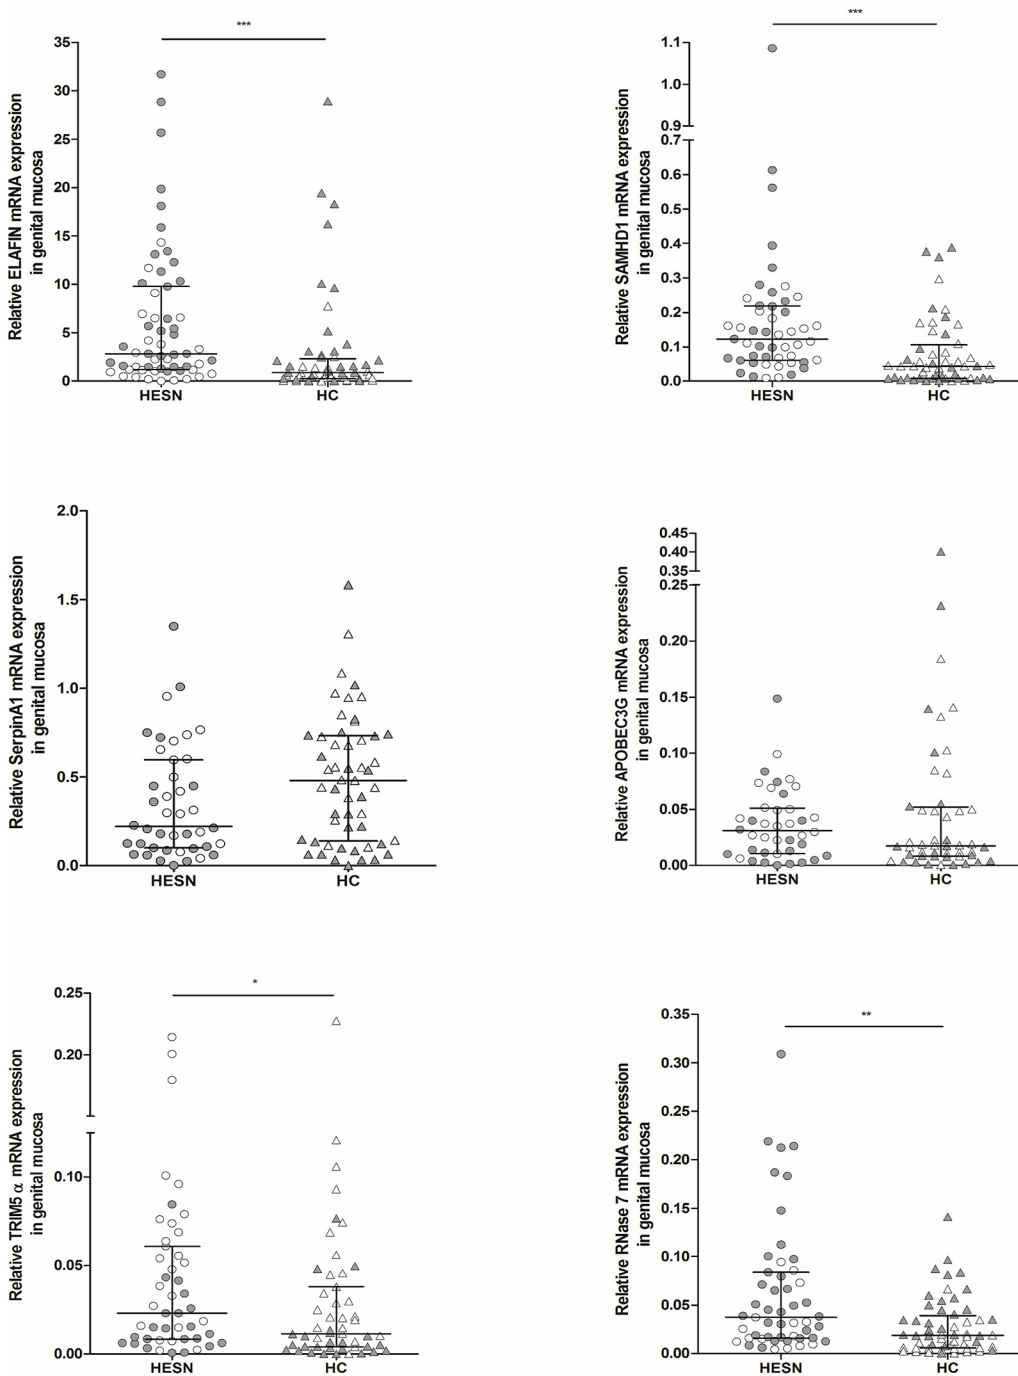 ***
Relative ELAFIN mRNA expression
in genital mucosa
35
30
25
20
15
10
5
0
HESN
HC
***
Relative SAMHD1 mRNA expression
in genital mucosa
1.1
1.0
0.9
0.7
0.6
0.5
0.4
0.3
0.2
0.1
0.0
HESN
HC
Relative SerpinA1 mRNA expression
in genital mucosa
2.0
1.5
1.0
0.5
0.0
HESN
HC
Relative APOBEC3G mRNA expression
in genital mucosa
0.45
0.40
0.35
0.25
0.20
0.15
0.10
0.05
0.00
HESN
HC
*
Relative TRIM5 α mRNA expression
in genital mucosa
0.25
0.20
0.10
0.05
0.00
HESN
HC
**
Relative RNase 7 mRNA expression
in genital mucosa
0.35
0.30
0.25
0.20
0.15
0.10
0.05
0.00
HESN
HC